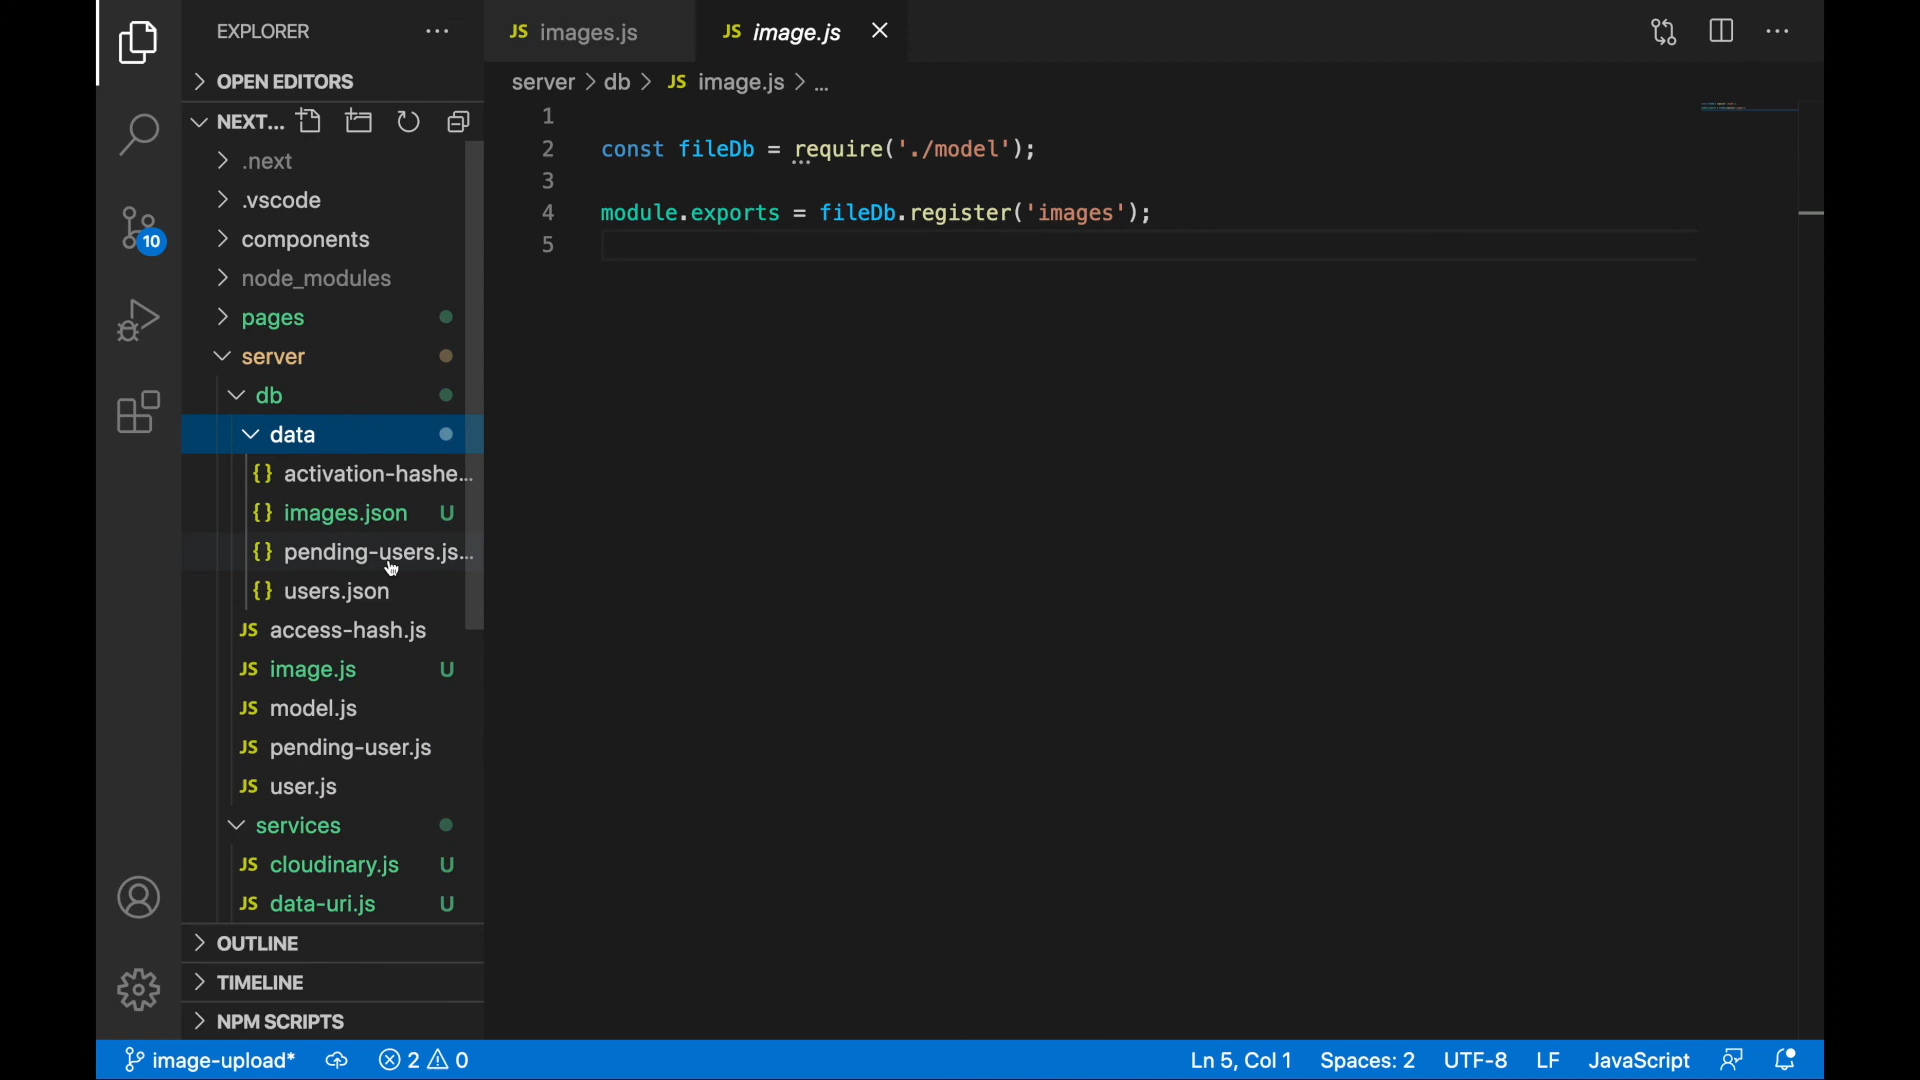 EXPLORER
OPEN EDITORS
NEXT...
.next
.vscode
components
node_modules
pages
server
db
data
{} activation-hashe...
{} images.json U
{} pending-users.js...
{} users.json
JS access-hash.js
JS image.js U
JS model.js
JS pending-user.js
JS user.js
services
JS cloudinary.js U
JS data-uri.js U
OUTLINE
TIMELINE
NPM SCRIPTS
10
JS images.js
JS image.js
server > db > JS image.js > ...
1
2 const fileDb = require('./model');
3
4 module.exports = fileDb.register('images');
5
image-upload* 2 0 Ln 5, Col 1 Spaces: 2 UTF-8 LF JavaScript